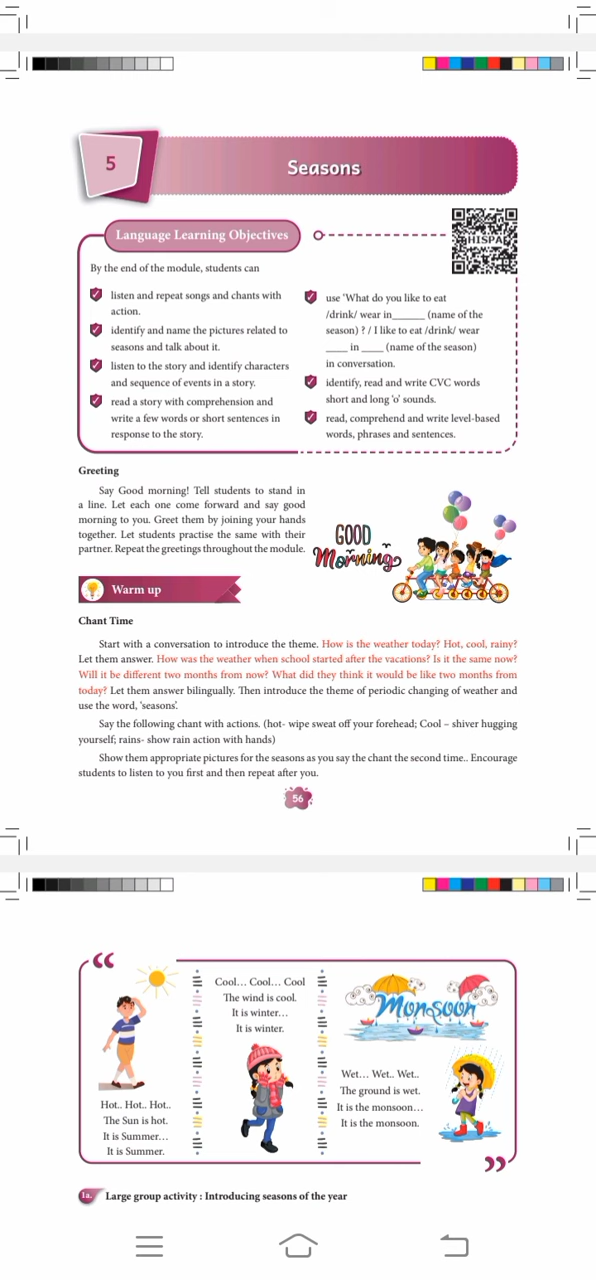 5
Seasons
Language Learning Objectives
HISPA
By the end of the module, students can
listen and repeat songs and chants with
action.
identify and name the pictures related to
seasons and talk about it.
listen to the story and identify characters
and sequence of events in a story.
read a story with comprehension and
write a few words or short sentences in
response to the story.
use 'What do you like to eat
/drink/ wear in______ (name of the
season) ? / I like to eat /drink/ wear
____ in ____ (name of the season)
in conversation.
identify, read and write CVC words
short and long 'o' sounds.
read, comprehend and write level-based
words, phrases and sentences.
Greeting
Say Good morning! Tell students to stand in
a line. Let each one come forward and say good
morning to you. Greet them by joining your hands
together. Let students practise the same with their
partner. Repeat the greetings throughout the module.
GOOD
Morning
Warm up
Chant Time
Start with a conversation to introduce the theme. How is the weather today? Hot, cool, rainy?
Let them answer. How was the weather when school started after the vacations? Is it the same now?
Will it be different two months from now? What did they think it would be like two months from
today? Let them answer bilingually. Then introduce the theme of periodic changing of weather and
use the word, 'seasons'.
Say the following chant with actions. (hot- wipe sweat off your forehead; Cool – shiver hugging
yourself; rains- show rain action with hands)
Show them appropriate pictures for the seasons as you say the chant the second time.. Encourage
students to listen to you first and then repeat after you.
56
Hot.. Hot.. Hot..
The Sun is hot.
It is Summer…
It is Summer.
Cool… Cool… Cool
The wind is cool.
It is winter…
It is winter.
Monsoon
Wet… Wet.. Wet..
The ground is wet.
It is the monsoon…
It is the monsoon.
1a. Large group activity : Introducing seasons of the year